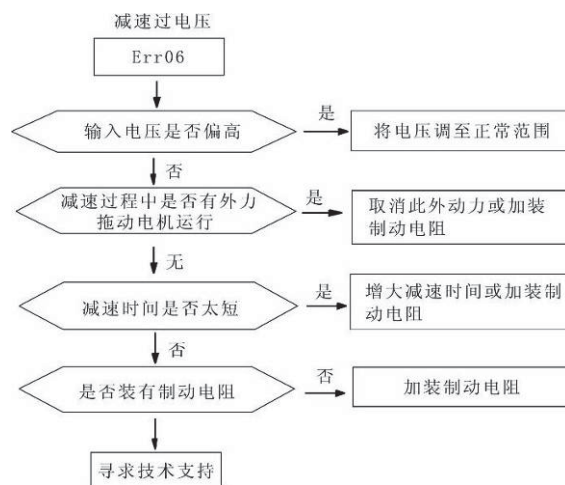 减速过电压
Err06
输入电压是否偏高
是
将电压调至正常范围
否
减速过程中是否有外力
拖动电机运行
是
取消此外动力或加装
制动电阻
无
减速时间是否太短
是
增大减速时间或加装制
动电阻
否
是否装有制动电阻
否
加装制动电阻
寻求技术支持